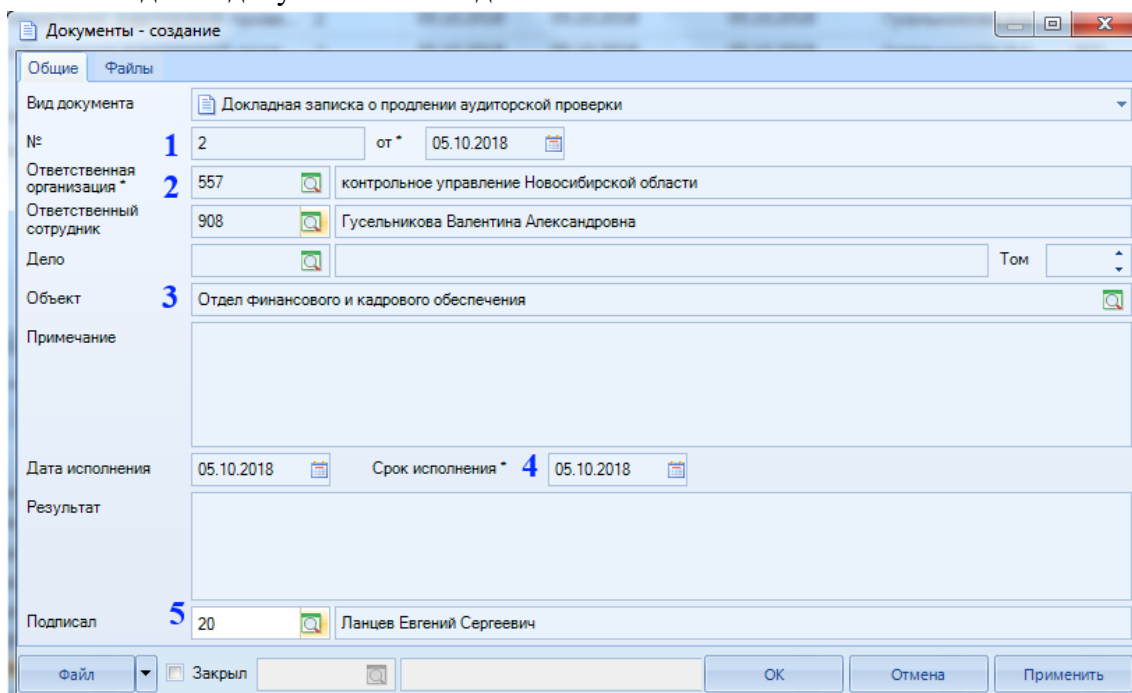 Документы - создание
Общие Файлы
Вид документа Докладная записка о продлении аудиторской проверки
№ 1 2 от * 05.10.2018
Ответственная организация * 2 557 контрольное управление Новосибирской области
Ответственный сотрудник 908 Гусельникова Валентина Александровна
Дело Том
Объект 3 Отдел финансового и кадрового обеспечения
Примечание
Дата исполнения 05.10.2018 Срок исполнения * 4 05.10.2018
Результат
Подписал 5 20 Ланцев Евгений Сергеевич
Файл Закрыл ОК Отмена Применить